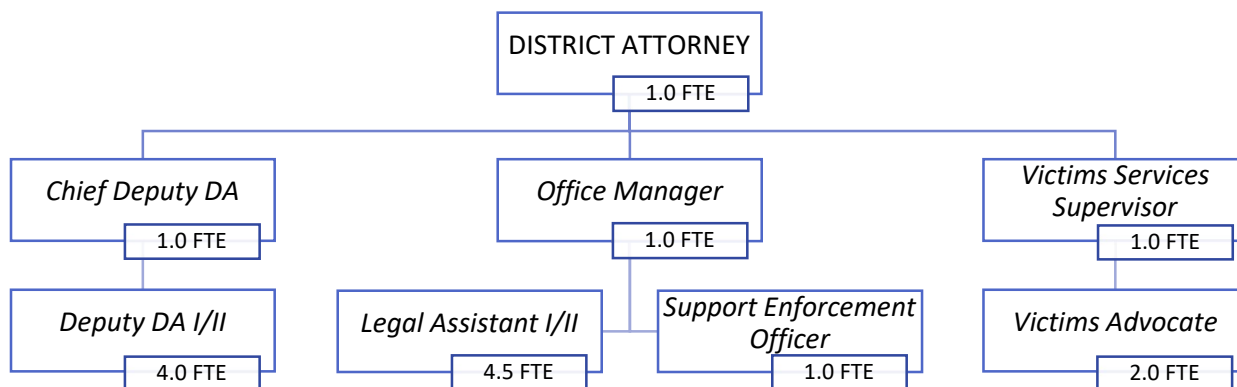 DISTRICT ATTORNEY
1.0 FTE
Chief Deputy DA
1.0 FTE
Office Manager
1.0 FTE
Victims Services
Supervisor
1.0 FTE
Deputy DA I/II
4.0 FTE
Legal Assistant I/II
4.5 FTE
Support Enforcement
Officer
1.0 FTE
Victims Advocate
2.0 FTE